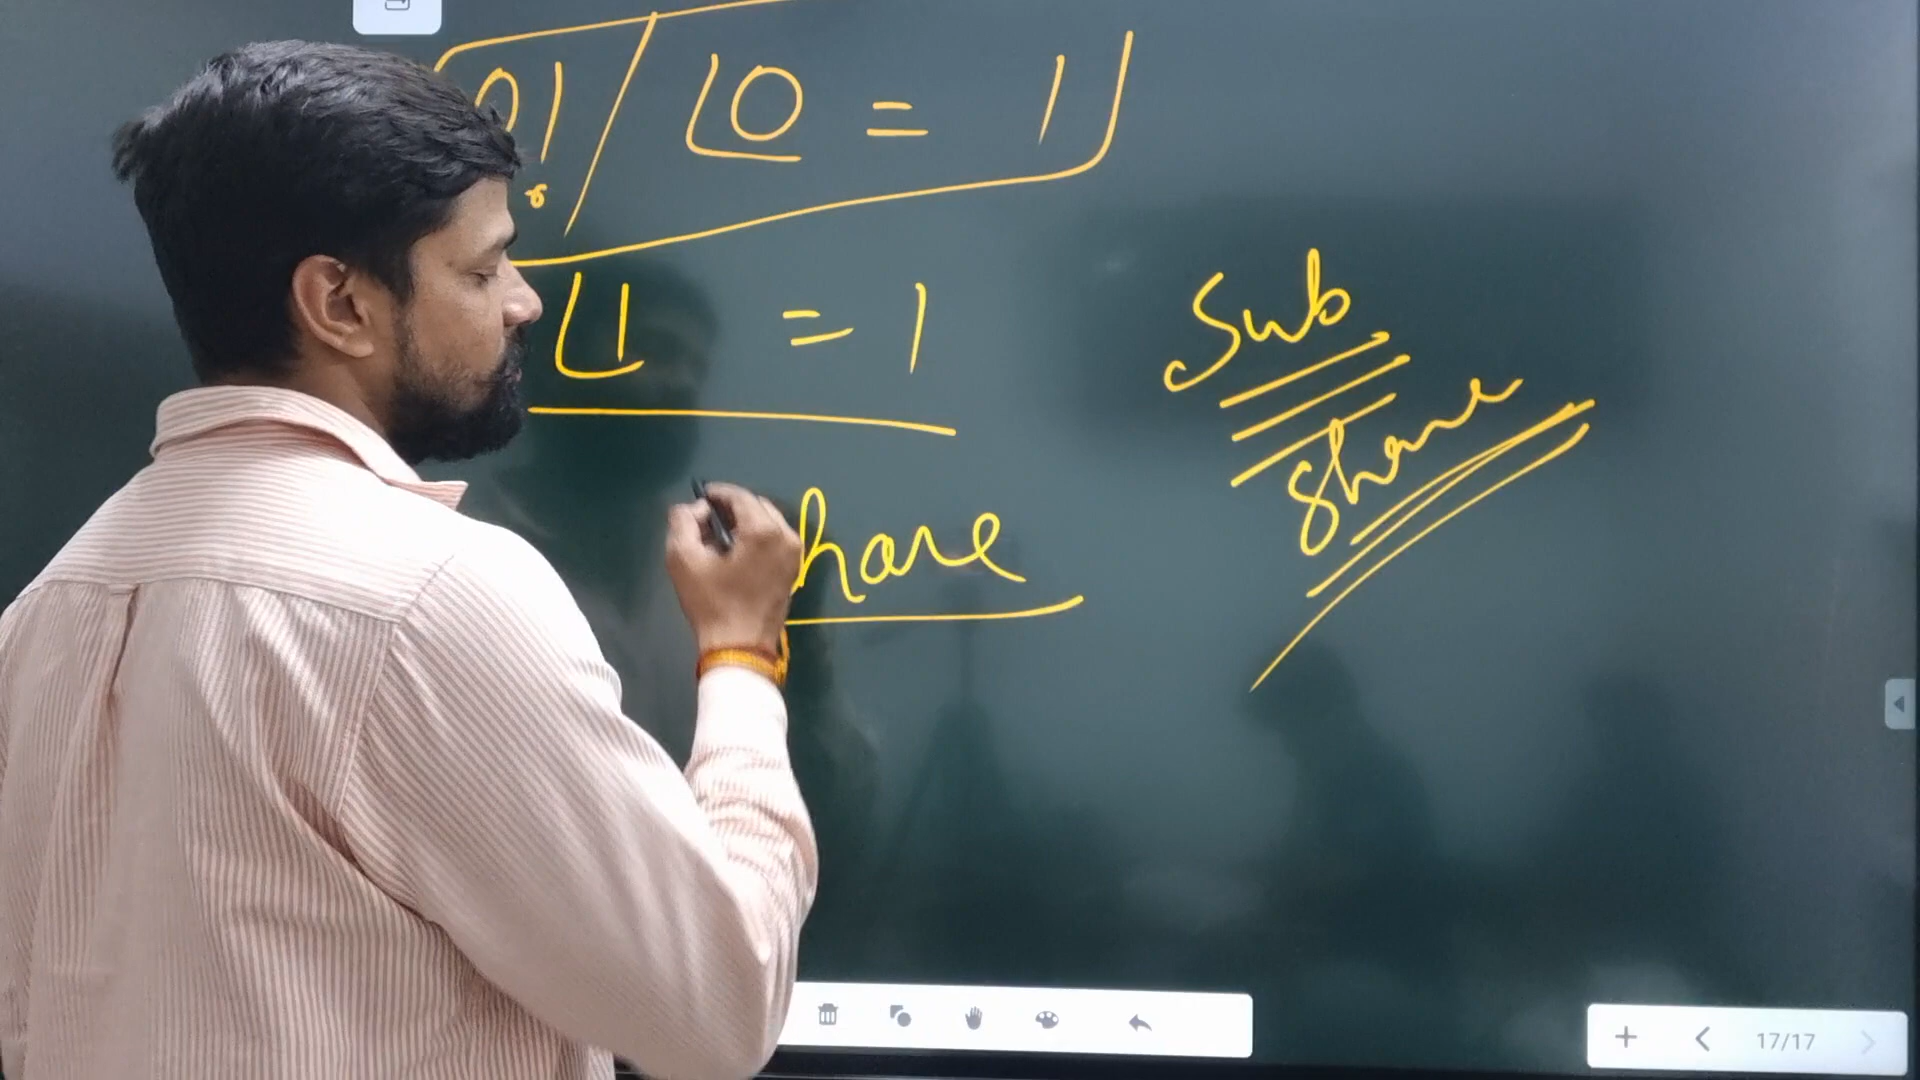 0! / ⌊0 = 1
⌊1 = 1
Sub
Share
hare
17/17